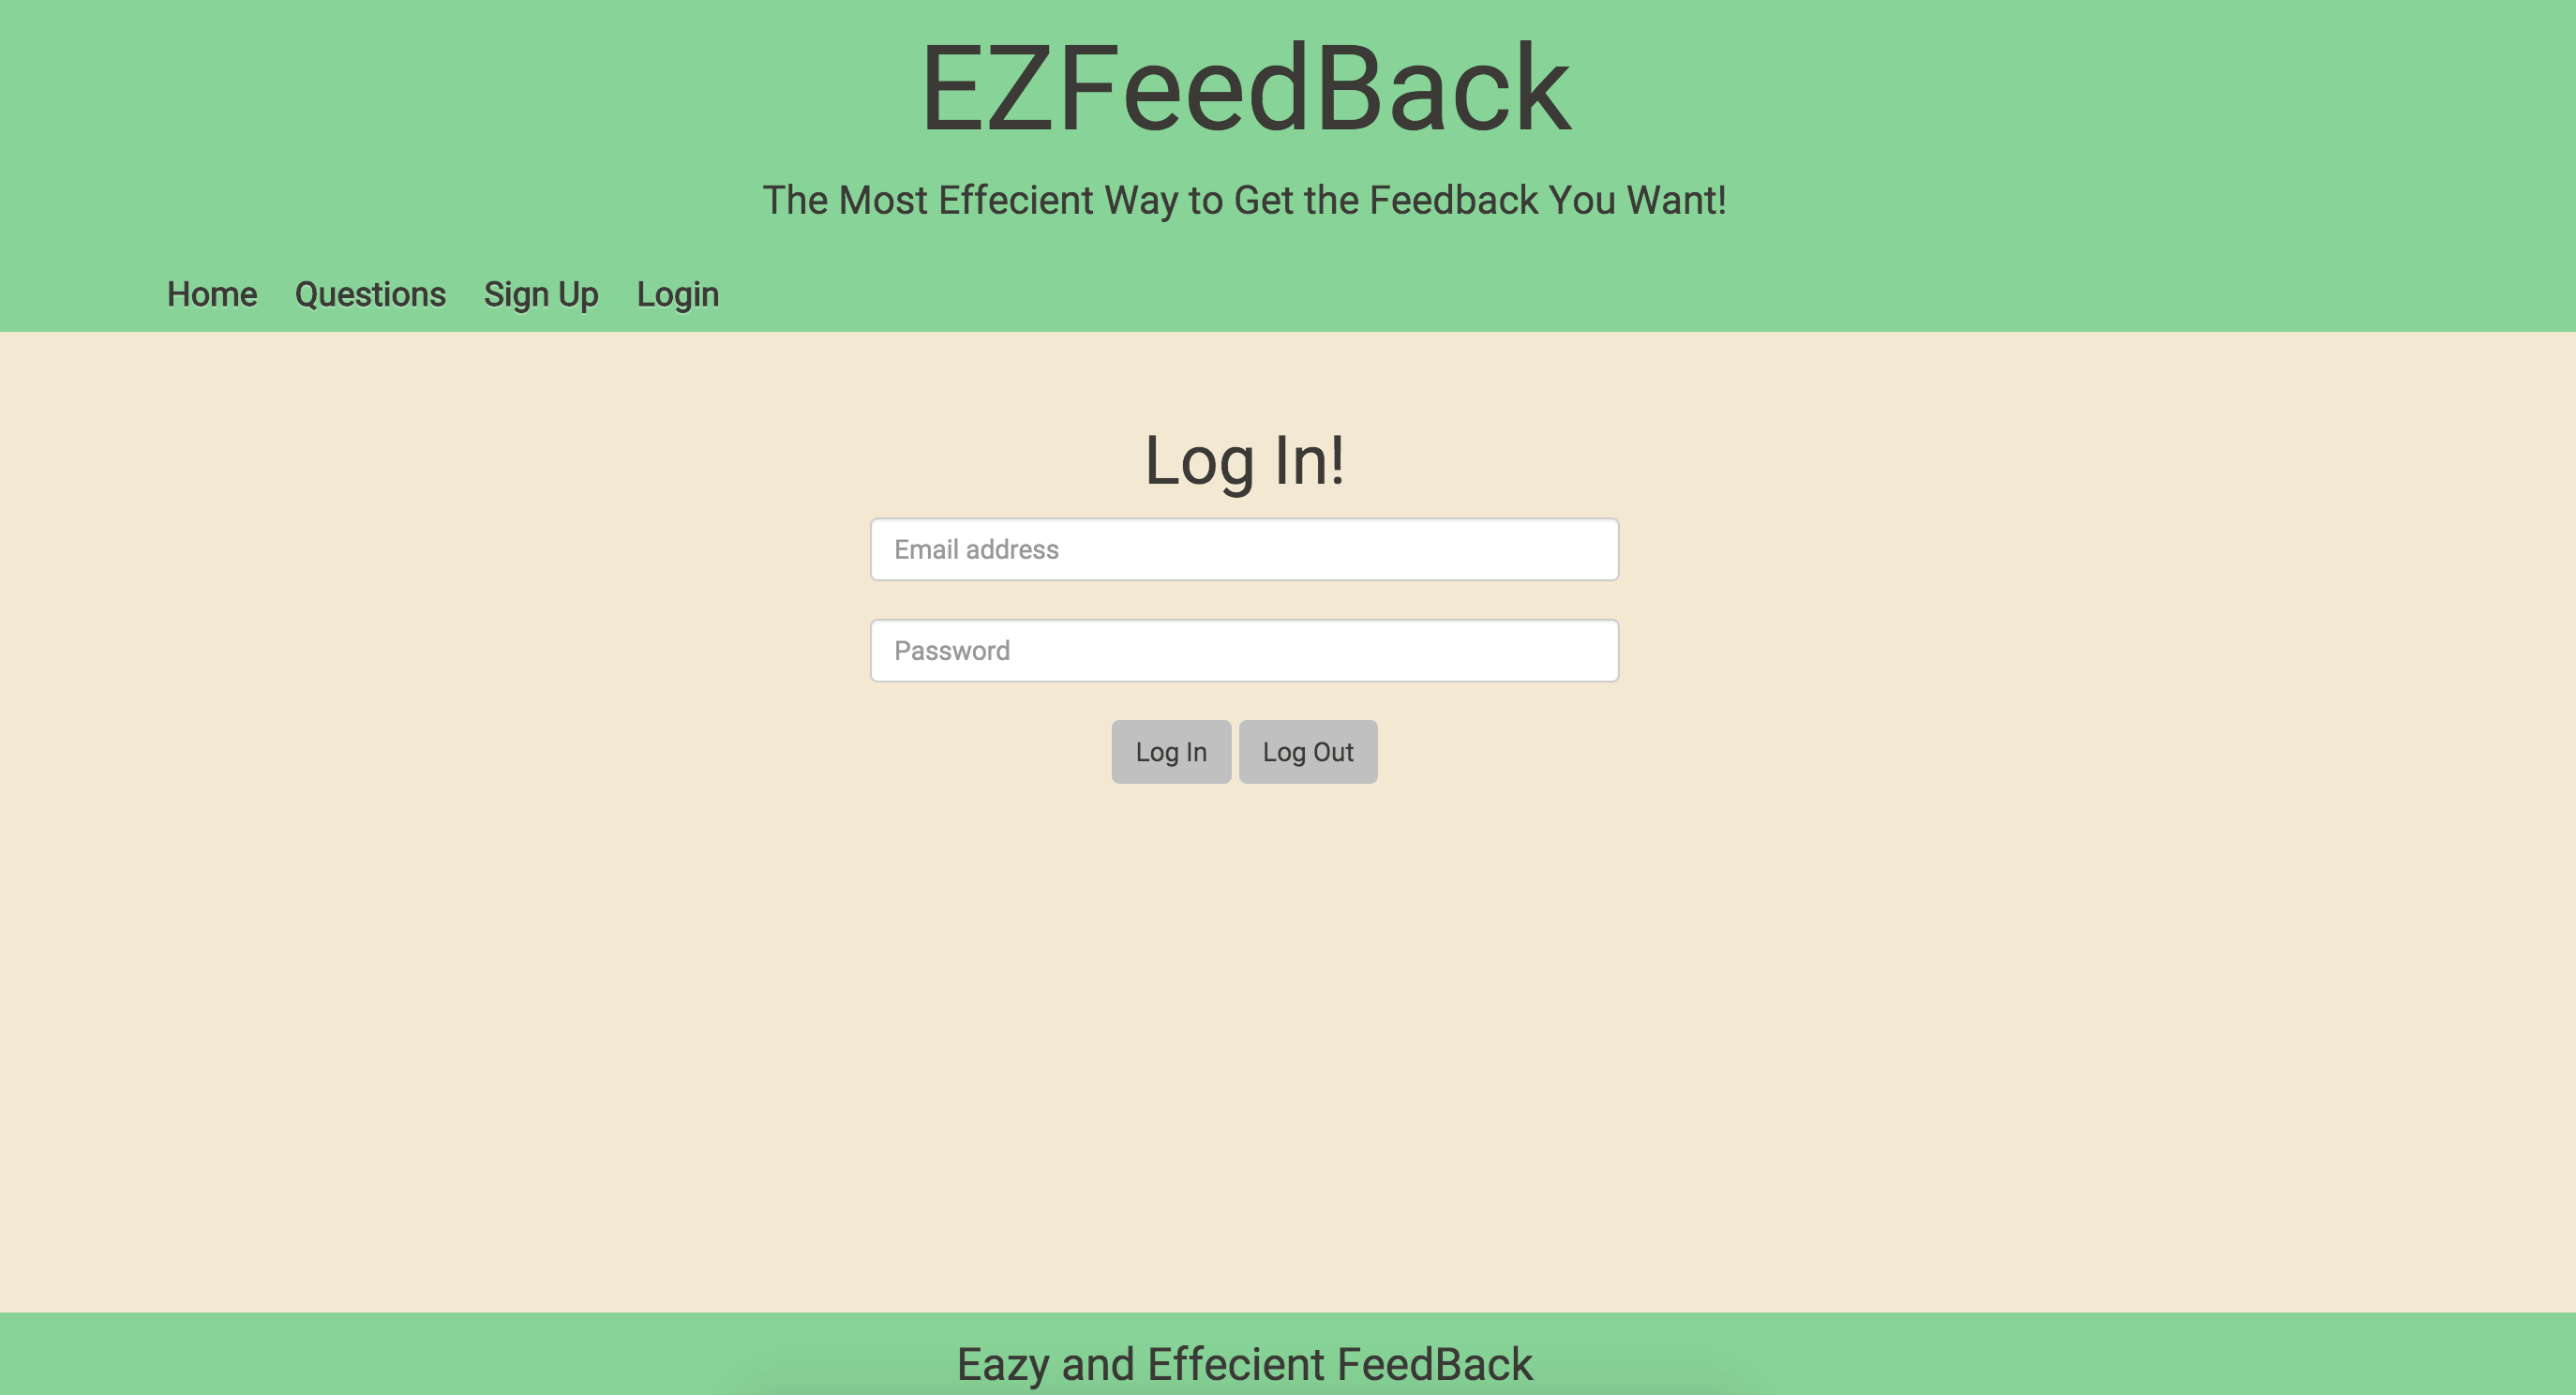 EZFeedBack
The Most Effecient Way to Get the Feedback You Want!
Home Questions Sign Up Login
Log In!
Email address
Password
Log In Log Out
Eazy and Effecient FeedBack